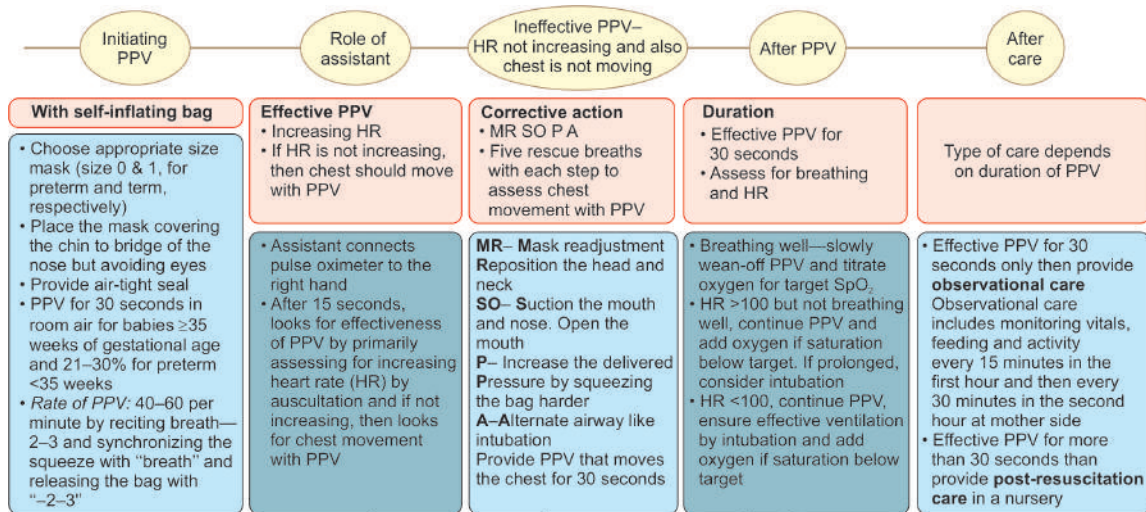 Initiating
PPV
Role of
assistant
Ineffective PPV–
HR not increasing and also
chest is not moving
After PPV
After
care
With self-inflating bag
• Choose appropriate size
mask (size 0 & 1, for
preterm and term,
respectively)
• Place the mask covering
the chin to bridge of the
nose but avoiding eyes
• Provide air-tight seal
• PPV for 30 seconds in
room air for babies ≥35
weeks of gestational age
and 21–30% for preterm
<35 weeks
• Rate of PPV: 40–60 per
minute by reciting breath—
2–3 and synchronizing the
squeeze with “breath” and
releasing the bag with
“–2–3”
Effective PPV
• Increasing HR
• If HR is not increasing,
then chest should move
with PPV
• Assistant connects
pulse oximeter to the
right hand
• After 15 seconds,
looks for effectiveness
of PPV by primarily
assessing for increasing
heart rate (HR) by
auscultation and if not
increasing, then looks
for chest movement
with PPV
Corrective action
• MR SO P A
• Five rescue breaths
with each step to
assess chest
movement with PPV
MR– Mask readjustment
Reposition the head and
neck
SO– Suction the mouth
and nose. Open the
mouth
P– Increase the delivered
Pressure by squeezing
the bag harder
A–Alternate airway like
intubation
Provide PPV that moves
the chest for 30 seconds
Duration
• Effective PPV for
30 seconds
• Assess for breathing
and HR
• Breathing well—slowly
wean-off PPV and titrate
oxygen for target SpO₂
• HR >100 but not breathing
well, continue PPV and
add oxygen if saturation
below target. If prolonged,
consider intubation
• HR <100, continue PPV,
ensure effective ventilation
by intubation and add
oxygen if saturation below
target
Type of care depends
on duration of PPV
• Effective PPV for 30
seconds only then provide
observational care
Observational care
includes monitoring vitals,
feeding and activity
every 15 minutes in the
first hour and then every
30 minutes in the second
hour at mother side
• Effective PPV for more
than 30 seconds than
provide post-resuscitation
care in a nursery